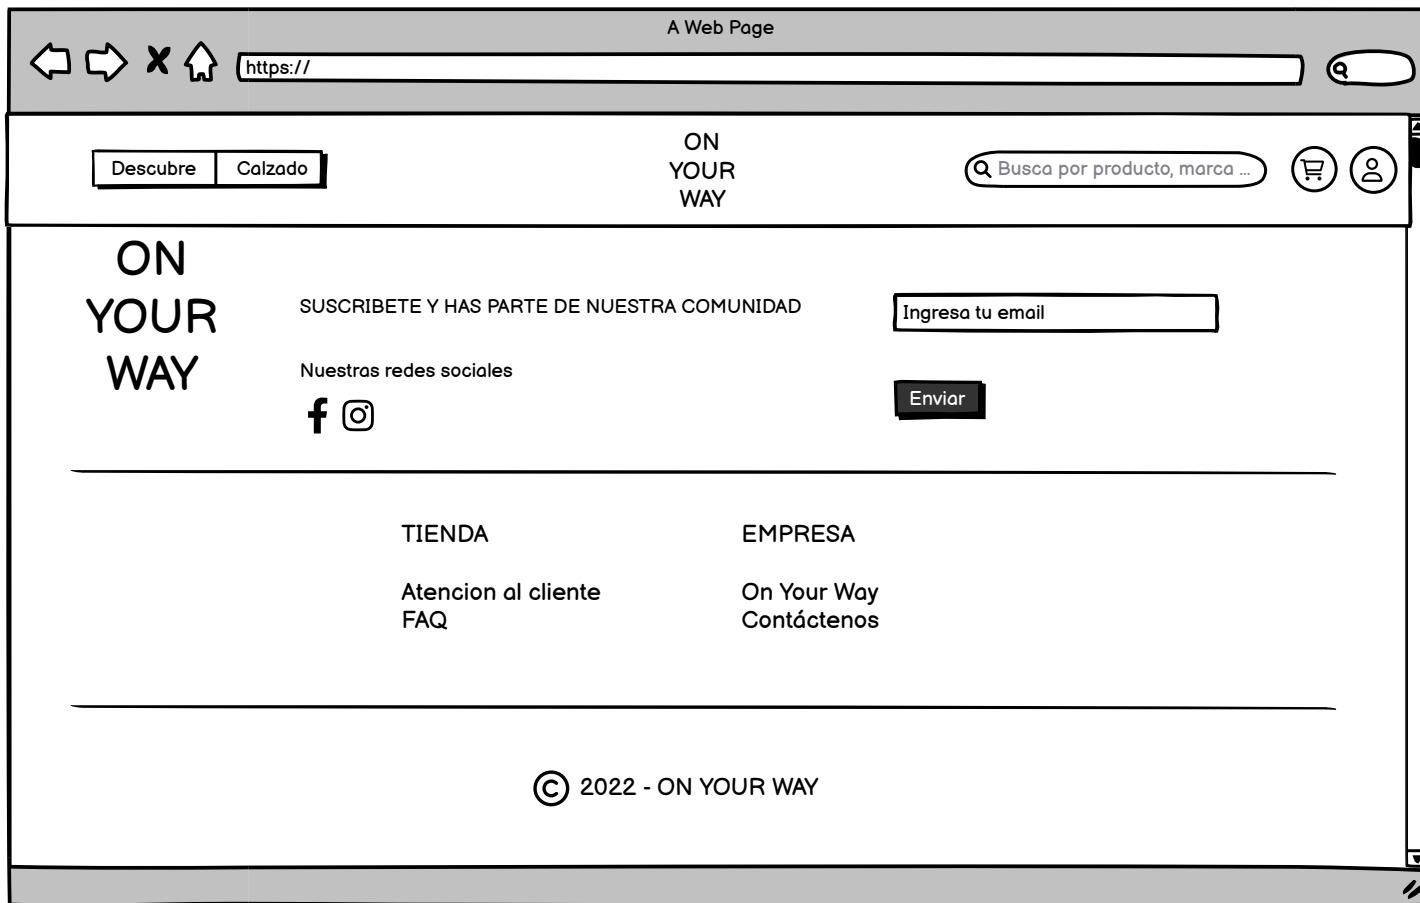 A Web Page
https://
Descubre Calzado
ON
YOUR
WAY
Busca por producto, marca ...
ON
YOUR
WAY
SUSCRIBETE Y HAS PARTE DE NUESTRA COMUNIDAD
Ingresa tu email
Nuestras redes sociales
Enviar
TIENDA
Atencion al cliente
FAQ
EMPRESA
On Your Way
Contáctenos
© 2022 - ON YOUR WAY